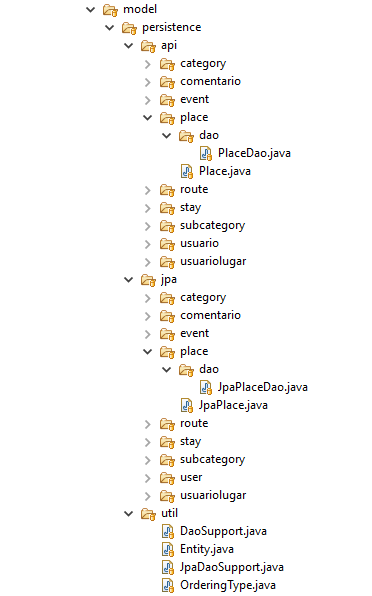 model
persistence
api
category
comentario
event
place
dao
PlaceDao.java
Place.java
route
stay
subcategory
usuario
usuariolugar
jpa
category
comentario
event
place
dao
JpaPlaceDao.java
JpaPlace.java
route
stay
subcategory
user
usuariolugar
util
DaoSupport.java
Entity.java
JpaDaoSupport.java
OrderingType.java